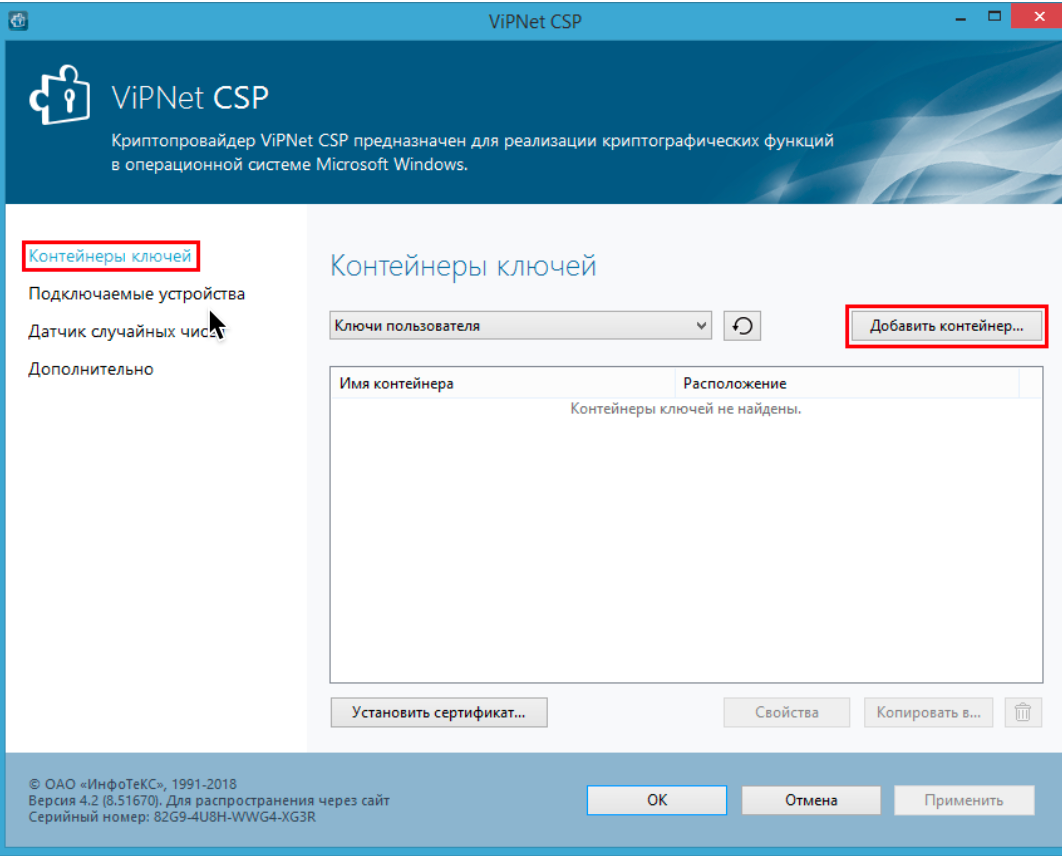 ViPNet CSP
ViPNet CSP
Криптопровайдер ViPNet CSP предназначен для реализации криптографических функций
в операционной системе Microsoft Windows.
Контейнеры ключей
Подключаемые устройства
Датчик случайных чисел
Дополнительно
Контейнеры ключей
Ключи пользователя
Добавить контейнер...
Имя контейнера
Расположение
Контейнеры ключей не найдены.
Установить сертификат...
Свойства
Копировать в...
© ОАО «ИнфоТеКС», 1991-2018
Версия 4.2 (8.51670). Для распространения через сайт
Серийный номер: 82G9-4U8H-WWG4-XG3R
OK
Отмена
Применить